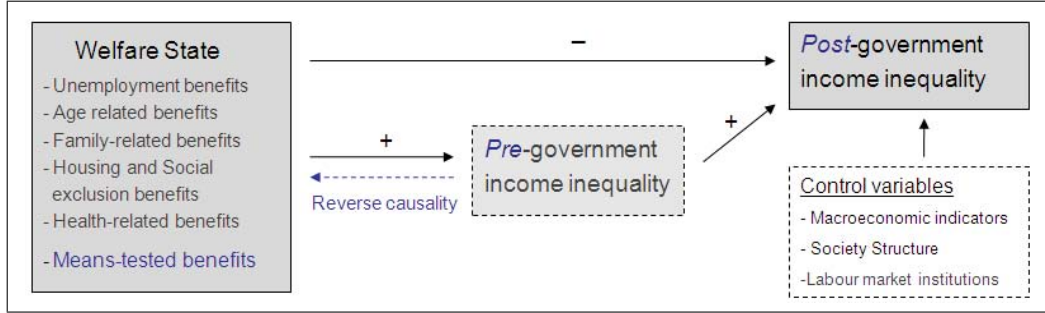 Welfare State
- Unemployment benefits
- Age related benefits
- Family-related benefits
- Housing and Social
exclusion benefits
- Health-related benefits
- Means-tested benefits
–
+
Reverse causality
Pre-government
income inequality
+
Post-government
income inequality
Control variables
- Macroeconomic indicators
- Society Structure
-Labour market institutions